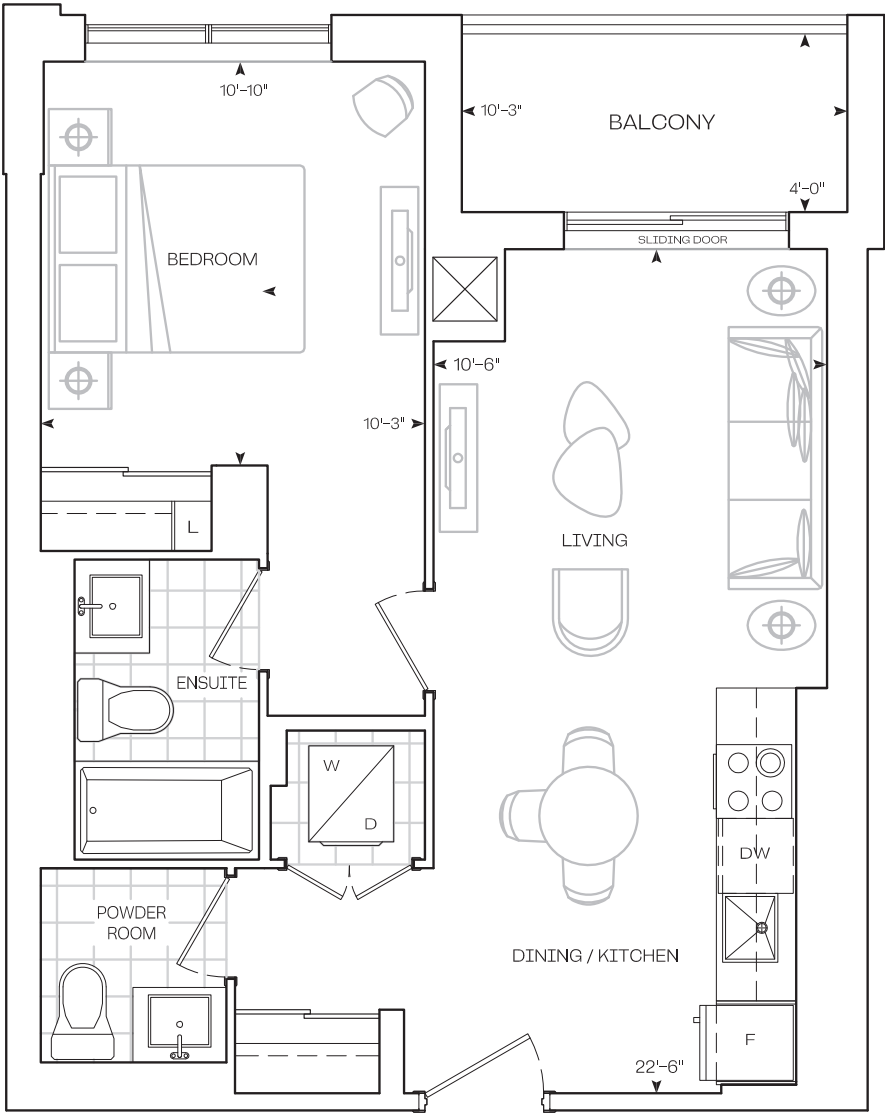 10'-10"
10'-3"
BALCONY
4'-0"
SLIDING DOOR
BEDROOM
10'-6"
10'-3"
L
LIVING
ENSUITE
W
D
DW
POWDER
ROOM
DINING / KITCHEN
F
22'-6"